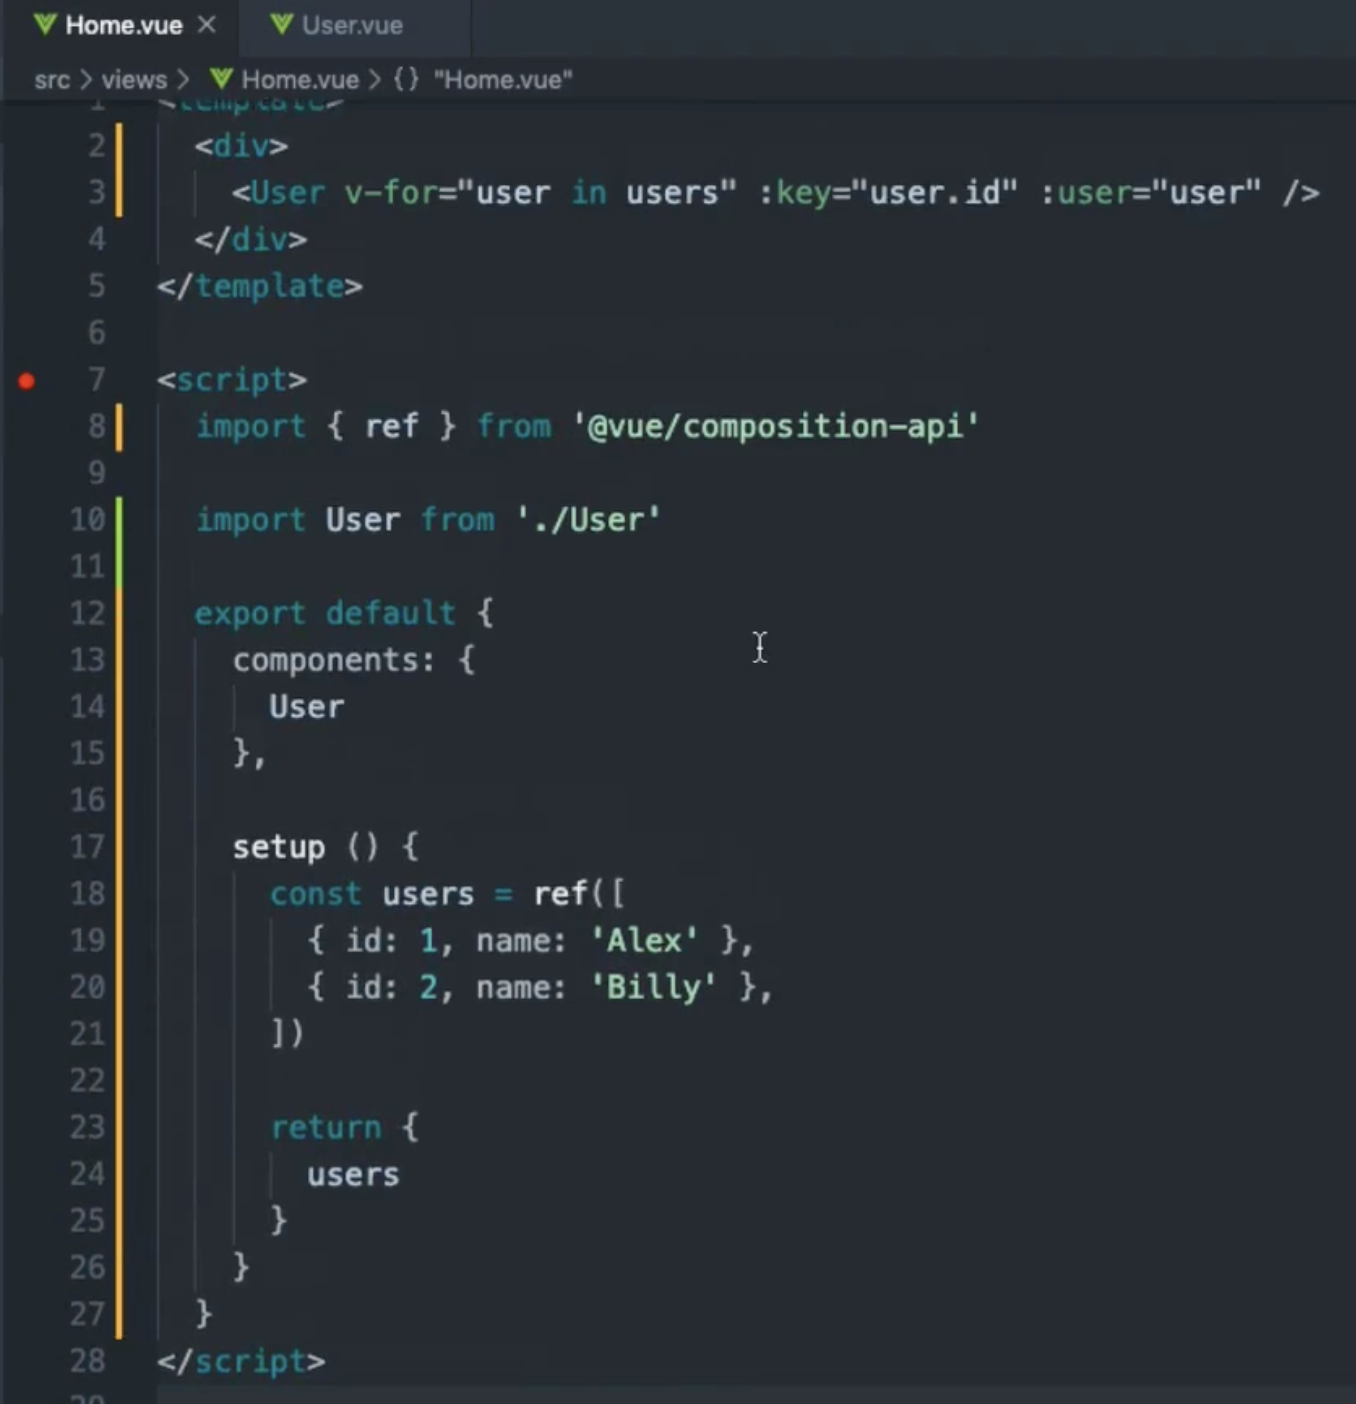 Home.vue × User.vue
src > views > Home.vue > {} "Home.vue"
1 <template>
2 <div>
3 <User v-for="user in users" :key="user.id" :user="user" />
4 </div>
5 </template>
6
7 <script>
8 import { ref } from '@vue/composition-api'
9
10 import User from './User'
11
12 export default {
13 components: {
14 User
15 },
16
17 setup () {
18 const users = ref([
19 { id: 1, name: 'Alex' },
20 { id: 2, name: 'Billy' },
21 ])
22
23 return {
24 users
25 }
26 }
27 }
28 </script>
29